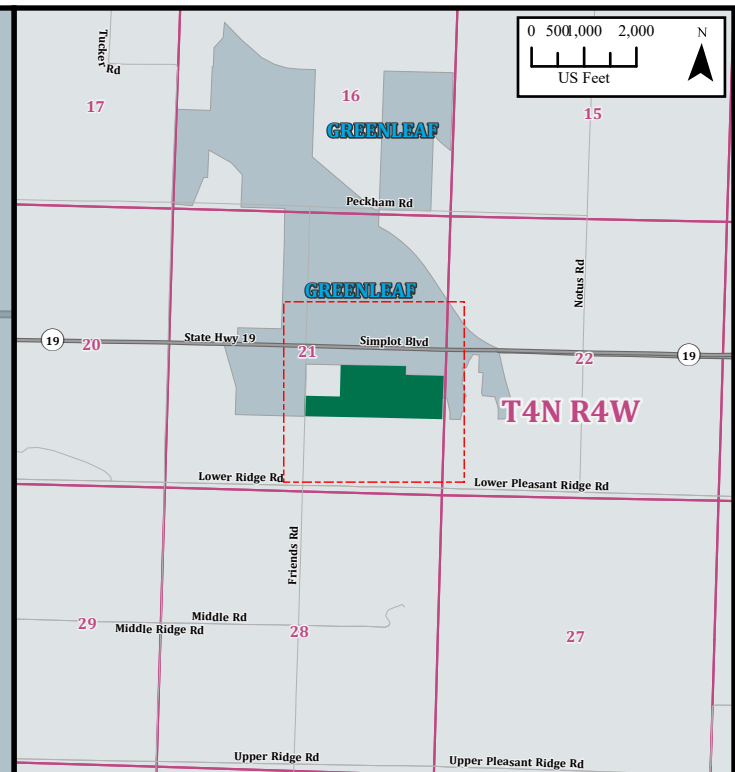 0 500 1,000 2,000
US Feet
N
Tucker
Rd
17
16
15
GREENLEAF
Peckham Rd
Notus Rd
GREENLEAF
19
20
State Hwy 19
21
Simplot Blvd
22
19
T4N R4W
Lower Ridge Rd
Lower Pleasant Ridge Rd
Friends Rd
29
Middle Rd
Middle Ridge Rd
28
27
Upper Ridge Rd
Upper Pleasant Ridge Rd